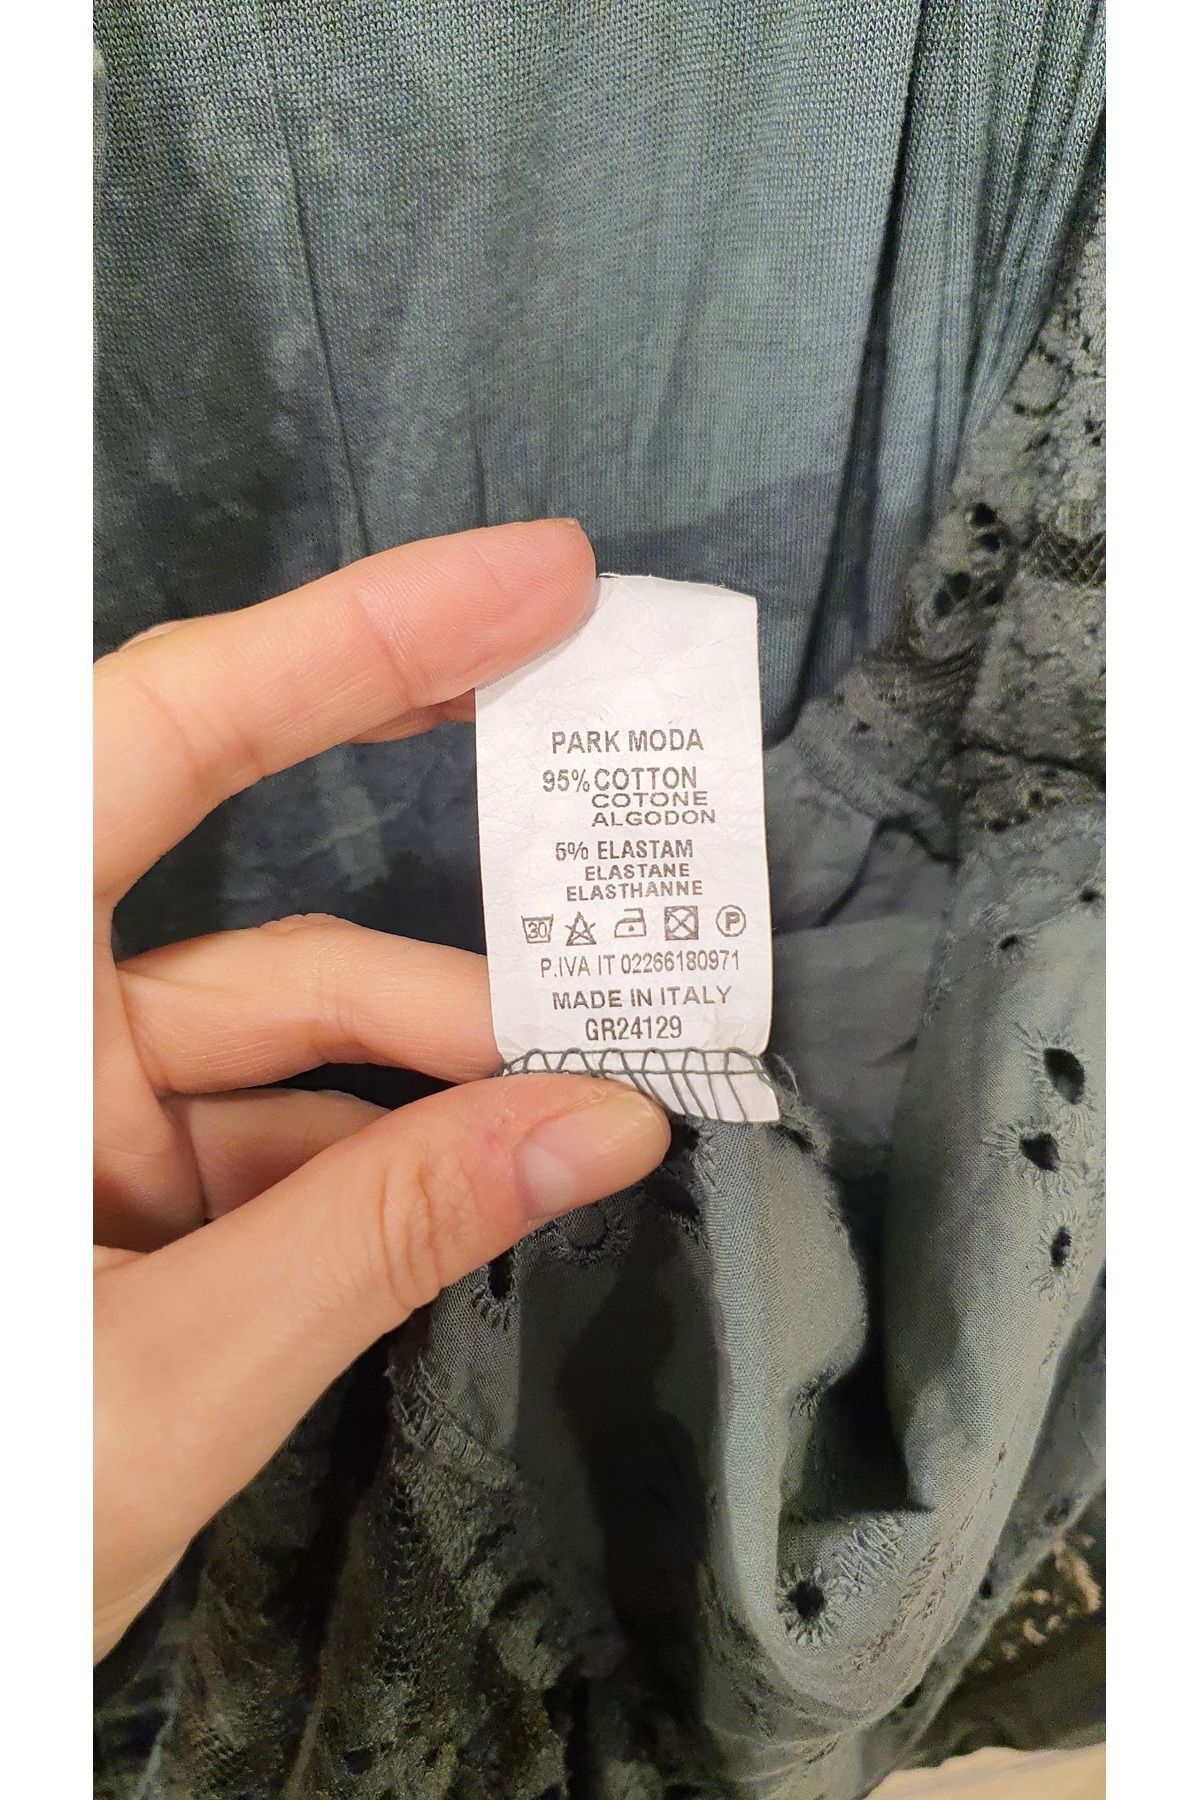 PARK MODA
95% COTTON
COTONE
ALGODON
5% ELASTAM
ELASTANE
ELASTHANNE
30 P
P.IVA IT 02266180971
MADE IN ITALY
GR24129